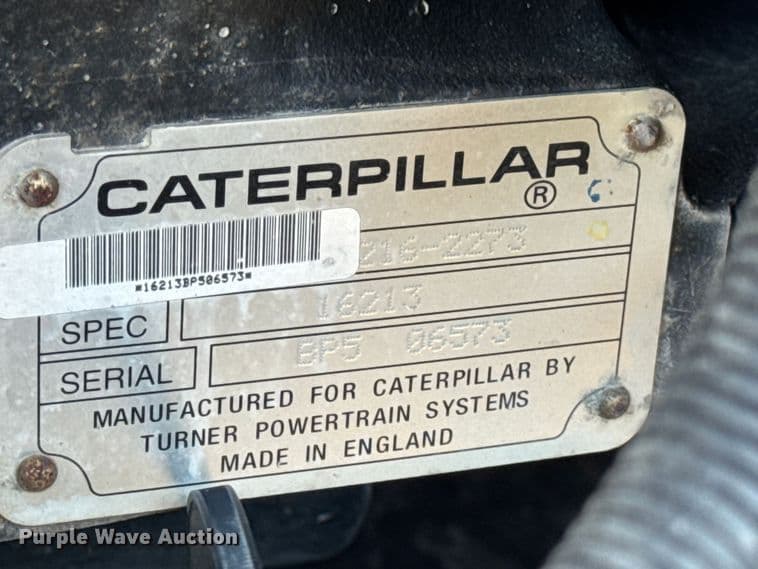 CATERPILLAR
®
216-2273
*16213BP506573*
SPEC 16213
SERIAL BP5 06573
MANUFACTURED FOR CATERPILLAR BY
TURNER POWERTRAIN SYSTEMS
MADE IN ENGLAND
Purple Wave Auction